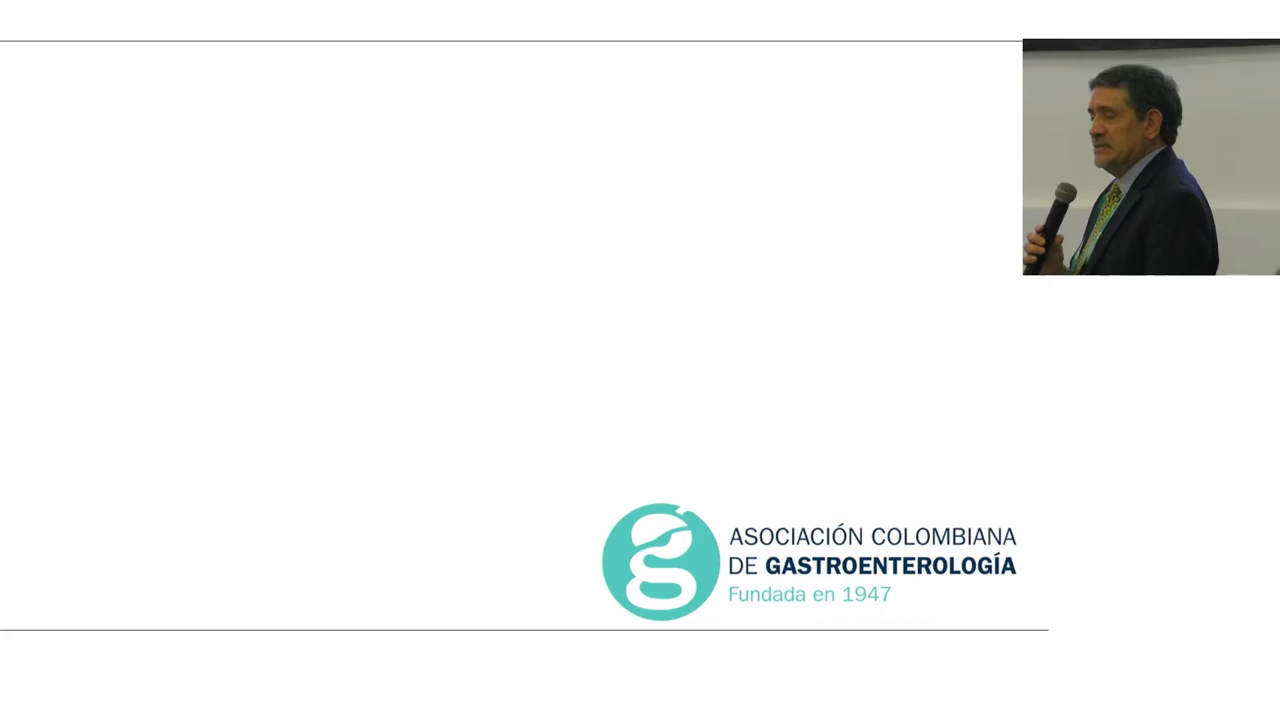 ASOCIACIÓN COLOMBIANA
DE GASTROENTEROLOGÍA
Fundada en 1947